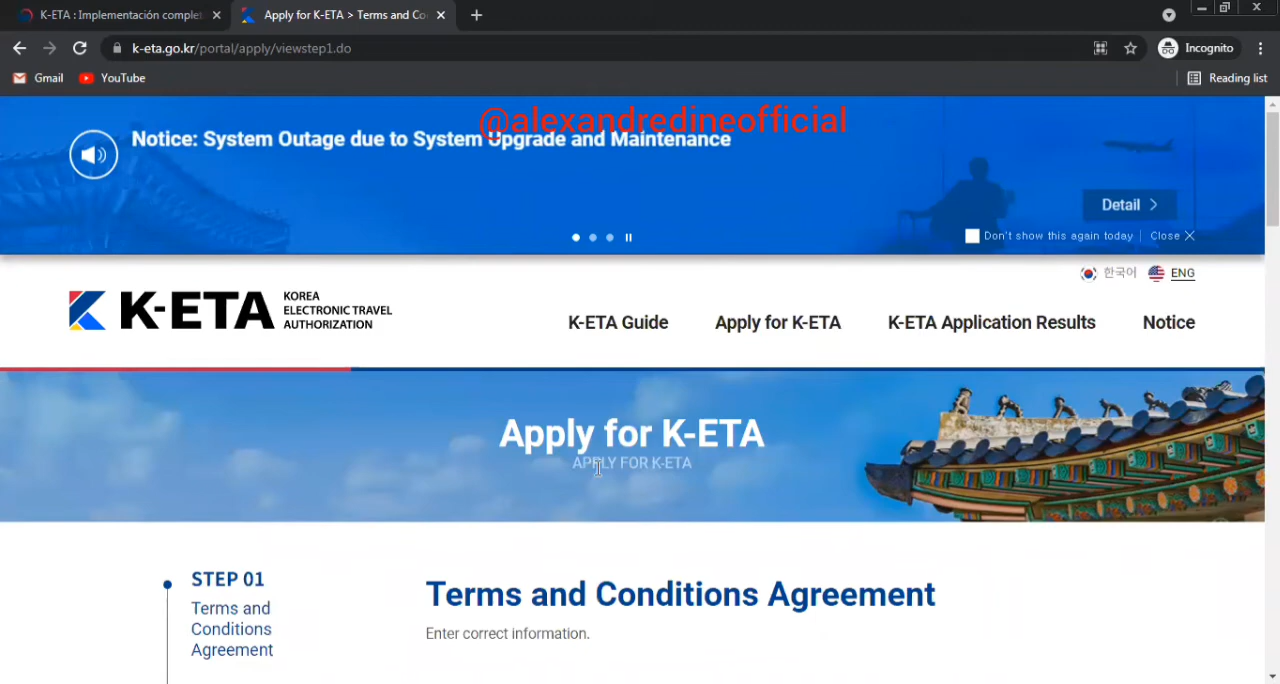 K-ETA : Implementación comple
Apply for K-ETA > Terms and Co
k-eta.go.kr/portal/apply/viewstep1.do
Incognito
Gmail
YouTube
Reading list
@alexandredineofficial
Notice: System Outage due to System Upgrade and Maintenance
Detail
Don't show this again today
Close
한국어
ENG
K-ETA
KOREA
ELECTRONIC TRAVEL
AUTHORIZATION
K-ETA Guide
Apply for K-ETA
K-ETA Application Results
Notice
Apply for K-ETA
APPLY FOR K-ETA
STEP 01
Terms and
Conditions
Agreement
Terms and Conditions Agreement
Enter correct information.